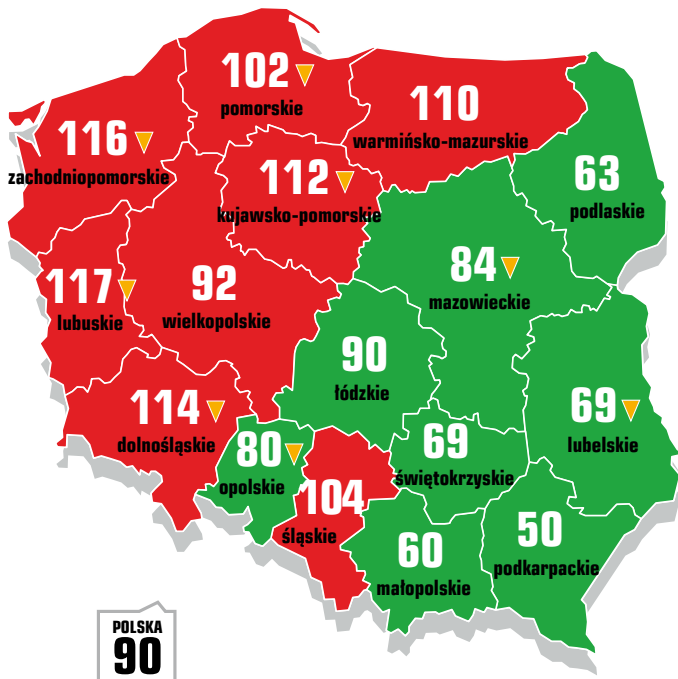 102
pomorskie
110
warmińsko-mazurskie
116
zachodniopomorskie
112
kujawsko-pomorskie
63
podlaskie
84
mazowieckie
117
lubuskie
92
wielkopolskie
90
łódzkie
114
dolnośląskie
69
lubelskie
80
opolskie
69
świętokrzyskie
104
śląskie
50
podkarpackie
60
małopolskie
POLSKA
90